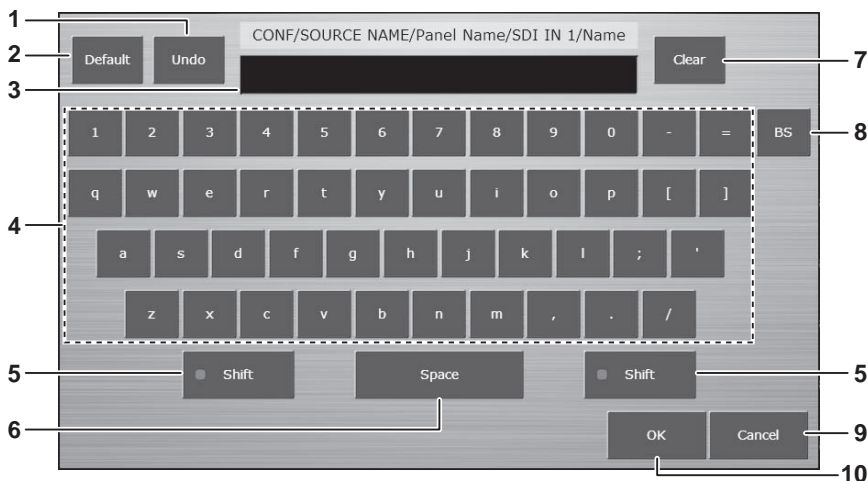 1
CONF/SOURCE NAME/Panel Name/SDI IN 1/Name
2 Default Undo Clear 7
3
1 2 3 4 5 6 7 8 9 0 - = BS 8
q w e r t y u i o p [ ]
4
a s d f g h j k l ; '
z x c v b n m , . /
5 Shift Space Shift 5
6
OK Cancel 9
10